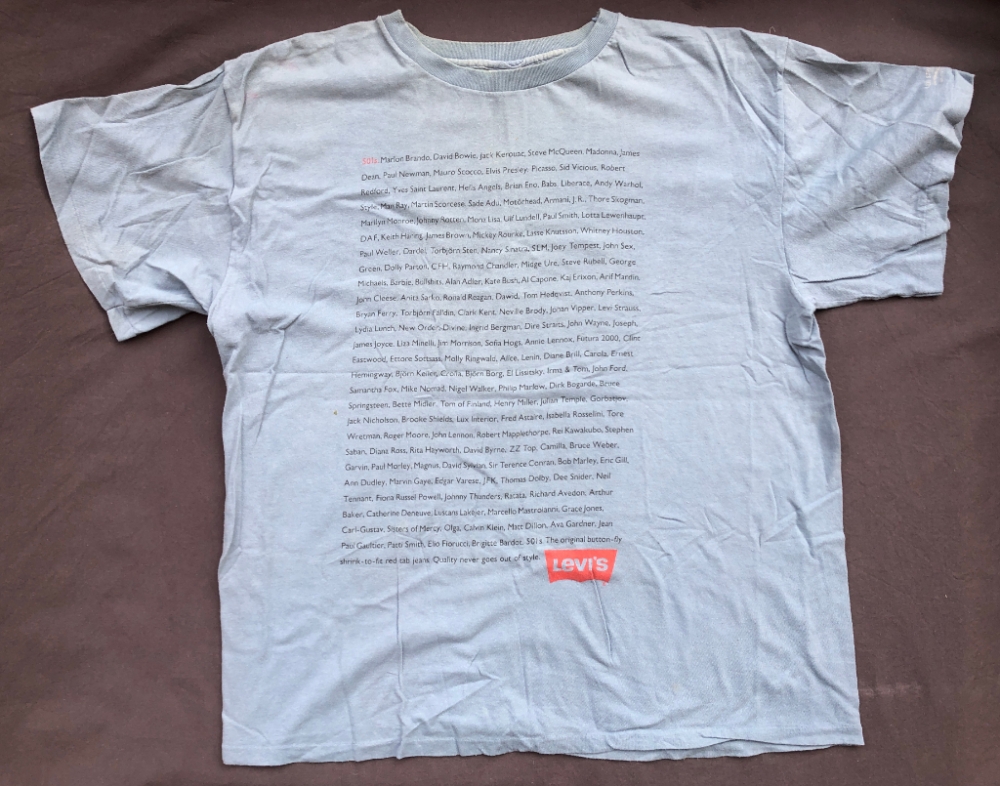 501s. Marlon Brando, David Bowie, Jack Kerouac, Steve McQueen, Madonna, James
Dean, Paul Newman, Mauro Scocco, Elvis Presley, Picasso, Sid Vicious, Robert
Redford, Yves Saint Laurent, Hells Angels, Brian Eno, Babs, Liberace, Andy Warhol,
Style, Man Ray, Martin Scorcese, Sade Adu, Motörhead, Armani, J.R., Thore Skogman,
Marilyn Monroe, Johnny Rotten, Mona Lisa, Ulf Lundell, Paul Smith, Lotta Lewenhaupt,
DAF, Keith Haring, James Brown, Mickey Rourke, Lasse Knutsson, Whitney Houston,
Paul Weller, Dardel, Torbjörn Sten, Nancy Sinatra, SEM, Joey Tempest, John Sex,
Green, Dolly Parton, Raymond Chandler, Midge Ure, Steve Rubell, George
Michaels, Barbie, Bullshits, Alan Adler, Kate Bush, Al Capone, Kaj Erixon, Arif Mardin,
John Cleese, Anita Sarko, Ronald Reagan, Dawid, Tom Hedqvist, Anthony Perkins,
Bryan Ferry, Torbjörn Fälldin, Clark Kent, Neville Brody, Johan Vipper, Levi Strauss,
Lydia Lunch, New Order, Divine, Ingrid Bergman, Dire Straits, John Wayne, Joseph,
James Joyce, Liza Minelli, Jim Morrison, Sofia Hogs, Annie Lennox, Futura 2000, Clint
Eastwood, Ettore Sottsass, Molly Ringwald, Alice, Lenin, Diane Brill, Carola, Ernest
Hemingway, Björn Kellet, Crolla, Björn Borg, El Lissitsky, Irma & Tom, John Ford,
Samantha Fox, Mike Nomad, Nigel Walker, Philip Marlow, Dirk Bogarde, Bruce
Springsteen, Bette Midler, Tom of Finland, Henry Miller, Julian Temple, Gorbatjov,
Jack Nicholson, Brooke Shields, Lux Interior, Fred Astaire, Isabella Rosselini, Tore
Wretman, Roger Moore, John Lennon, Robert Mapplethorpe, Rei Kawakubo, Stephen
Saban, Diana Ross, Rita Hayworth, David Byrne, ZZ Top, Camilla, Bruce Weber,
Garvin, Paul Morley, Magnus, David Sylvian, Sir Terence Conran, Bob Marley, Eric Gill,
Ann Dudley, Marvin Gaye, Edgar Varese, J.F.K, Thomas Dolby, Dee Snider, Neil
Tennant, Fiona Russel Powell, Johnny Thunders, Ratata, Richard Avedon, Arthur
Baker, Catherine Deneuve, Lustans Lakejer, Marcello Mastroianni, Grace Jones,
Carl-Gustav, Sisters of Mercy, Olga, Calvin Klein, Matt Dillon, Ava Gardner, Jean
Paul Gaultier, Patti Smith, Elio Fiorucci, Brigitte Bardot. 501s. The original button-fly
shrink-to-fit red tab jeans. Quality never goes out of style. LEVI'S